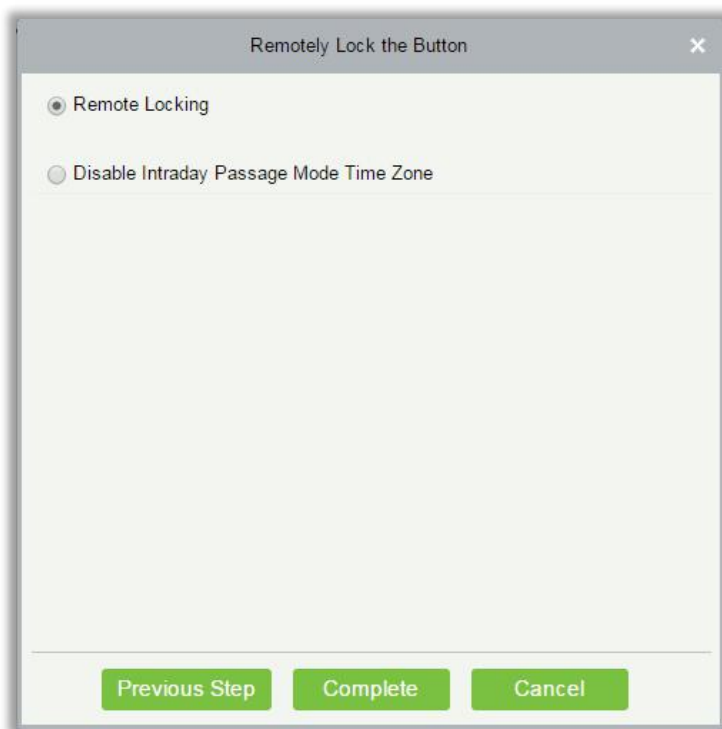 Remotely Lock the Button ×
Remote Locking
Disable Intraday Passage Mode Time Zone
Previous Step Complete Cancel